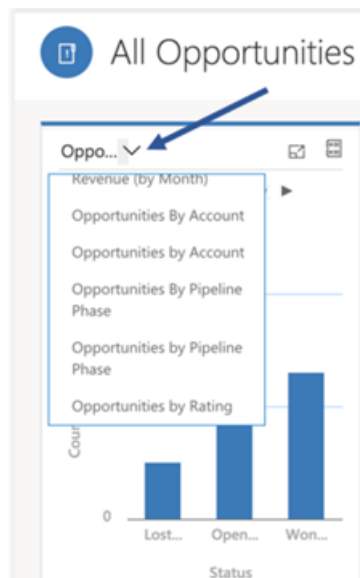 All Opportunities
Oppo...
Revenue (by Month)
Opportunities By Account
Opportunities by Account
Opportunities By Pipeline
Phase
Opportunities by Pipeline
Phase
Opportunities by Rating
0
Lost...
Open...
Won...
Status